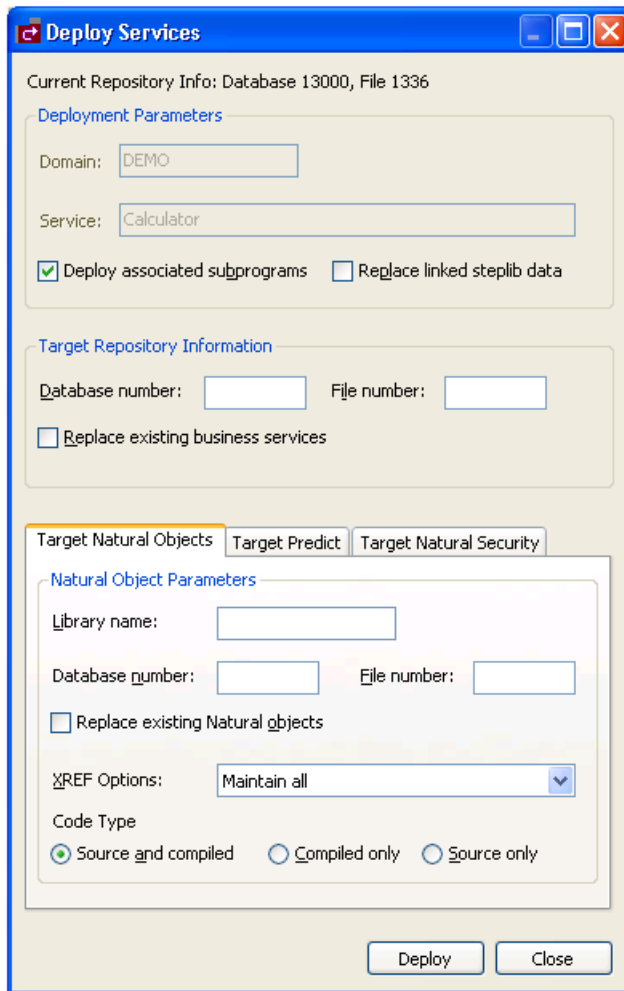 Deploy Services
Current Repository Info: Database 13000, File 1336
Deployment Parameters
Domain: DEMO
Service: Calculator
Deploy associated subprograms Replace linked steplib data
Target Repository Information
Database number: File number:
Replace existing business services
Target Natural Objects Target Predict Target Natural Security
Natural Object Parameters
Library name:
Database number: File number:
Replace existing Natural objects
XREF Options: Maintain all
Code Type
Source and compiled Compiled only Source only
Deploy Close